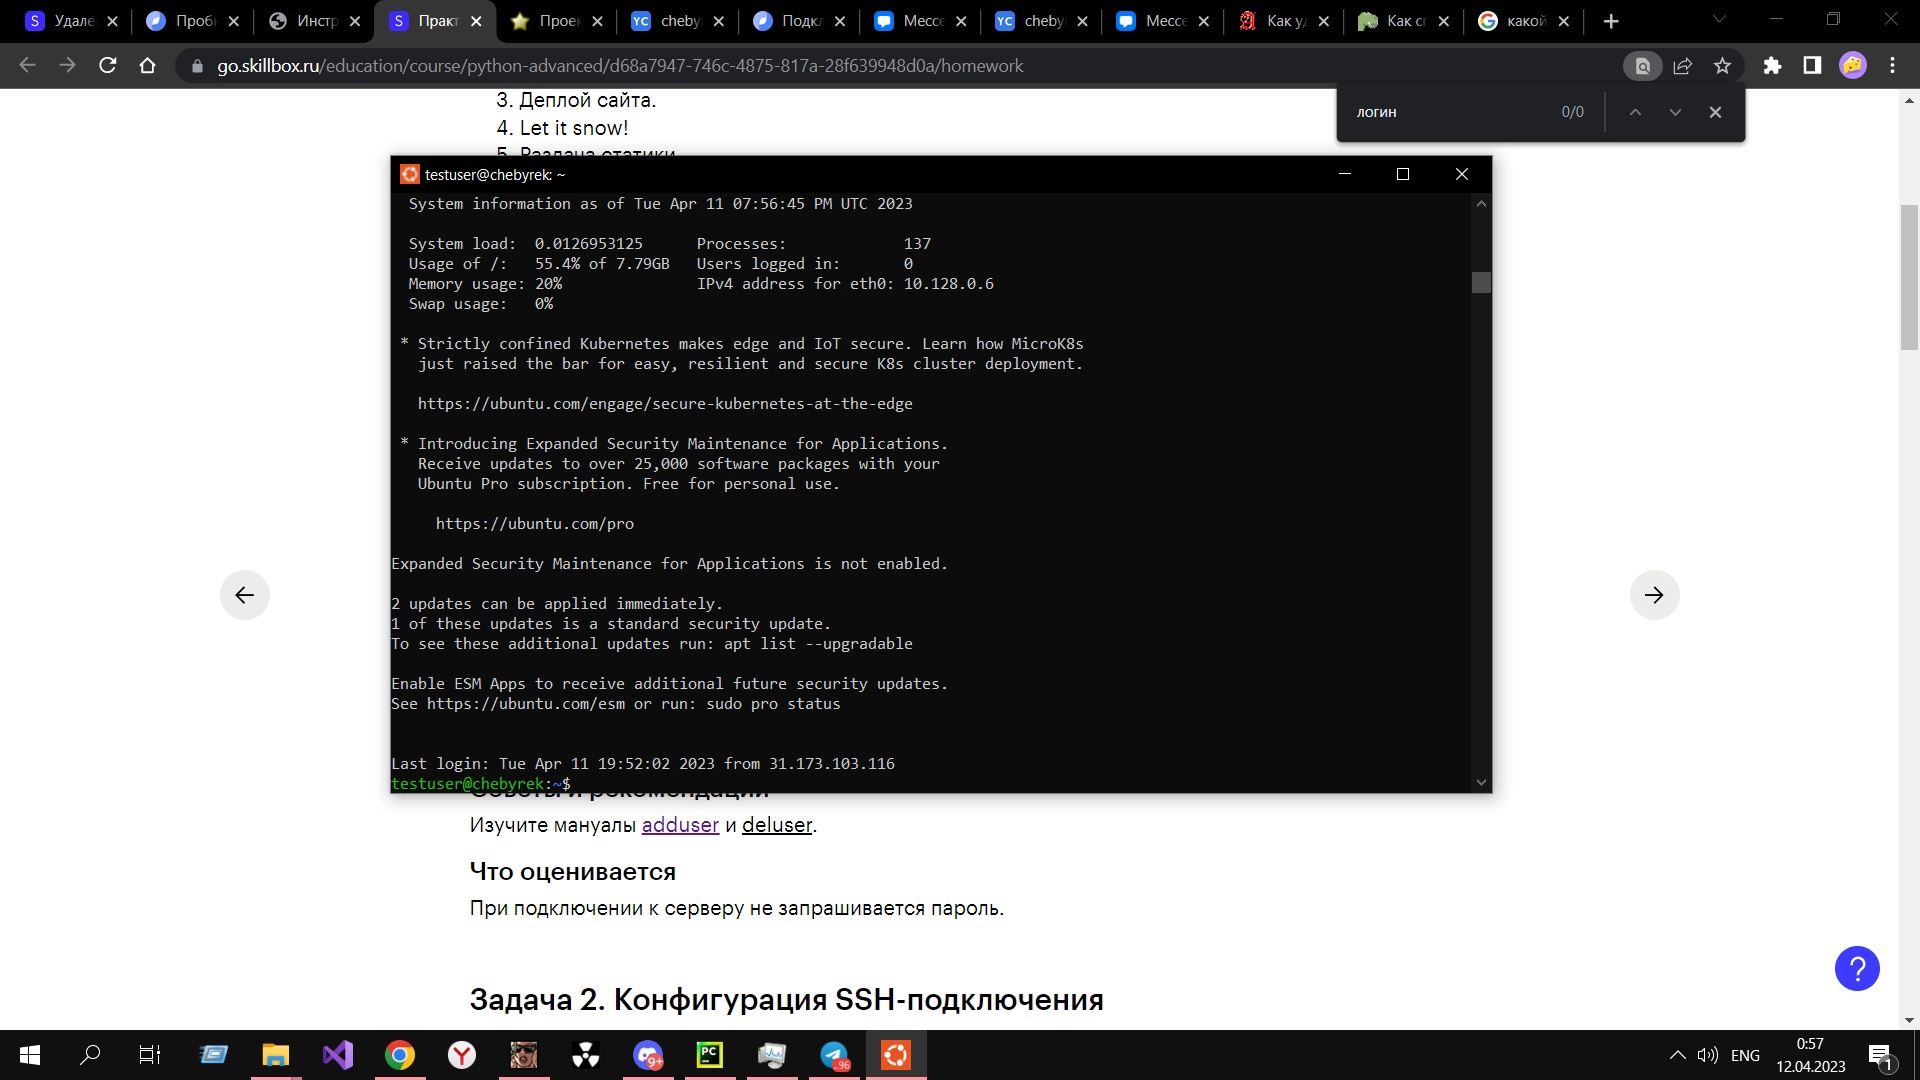 Удале
Проб
Инстр
Практ
Прое
cheby
Подкл
Мессе
cheby
Мессе
Как у
Как с
какой
go.skillbox.ru/education/course/python-advanced/d68a7947-746c-4875-817a-28f639948d0a/homework
логин 0/0
3. Деплой сайта.
4. Let it snow!
5. Раздача статики
testuser@chebyrek: ~
System information as of Tue Apr 11 07:56:45 PM UTC 2023
System load: 0.0126953125 Processes: 137
Usage of /: 55.4% of 7.79GB Users logged in: 0
Memory usage: 20% IPv4 address for eth0: 10.128.0.6
Swap usage: 0%
* Strictly confined Kubernetes makes edge and IoT secure. Learn how MicroK8s
just raised the bar for easy, resilient and secure K8s cluster deployment.
https://ubuntu.com/engage/secure-kubernetes-at-the-edge
* Introducing Expanded Security Maintenance for Applications.
Receive updates to over 25,000 software packages with your
Ubuntu Pro subscription. Free for personal use.
https://ubuntu.com/pro
Expanded Security Maintenance for Applications is not enabled.
2 updates can be applied immediately.
1 of these updates is a standard security update.
To see these additional updates run: apt list --upgradable
Enable ESM Apps to receive additional future security updates.
See https://ubuntu.com/esm or run: sudo pro status
Last login: Tue Apr 11 19:52:02 2023 from 31.173.103.116
testuser@chebyrek:~$
Советы и рекомендации
Изучите мануалы adduser и deluser.
Что оценивается
При подключении к серверу не запрашивается пароль.
Задача 2. Конфигурация SSH-подключения
ENG
0:57
12.04.2023